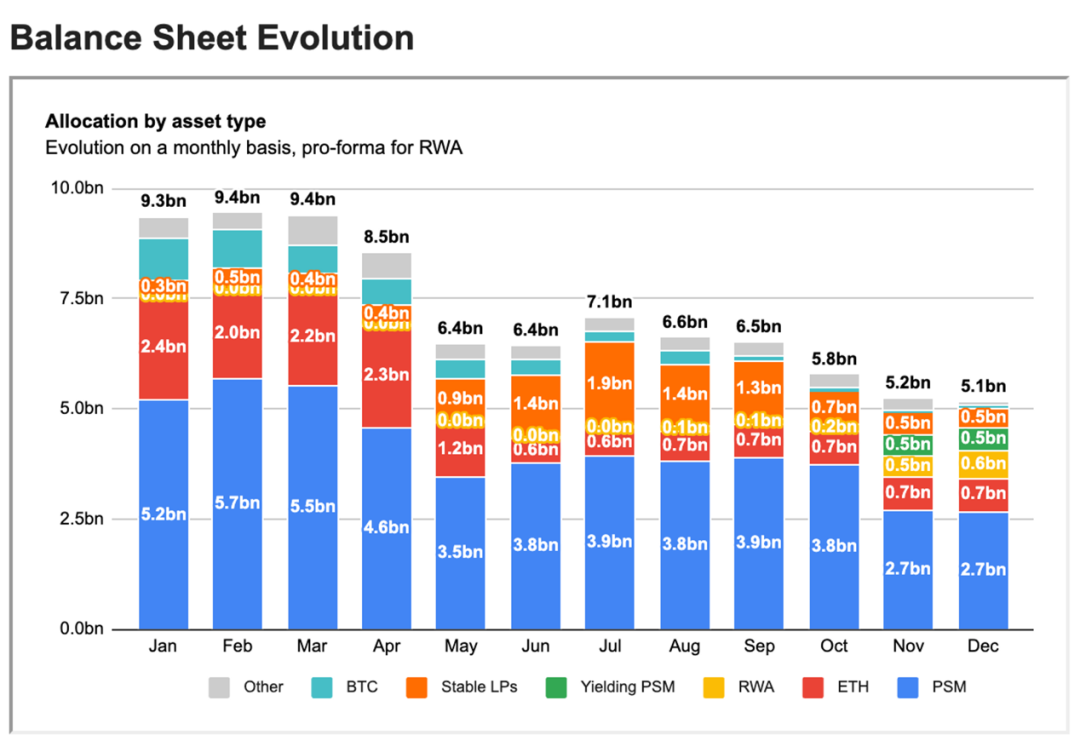 Balance Sheet Evolution
Allocation by asset type
Evolution on a monthly basis, pro-forma for RWA
10.0bn
7.5bn
5.0bn
2.5bn
0.0bn
9.3bn
0.3bn
0.0bn
2.4bn
5.2bn
9.4bn
0.5bn
0.0bn
2.0bn
5.7bn
9.4bn
0.4bn
0.0bn
2.2bn
5.5bn
8.5bn
0.4bn
0.0bn
2.3bn
4.6bn
6.4bn
0.9bn
0.0bn
1.2bn
3.5bn
6.4bn
1.4bn
0.0bn
0.6bn
3.8bn
7.1bn
1.9bn
0.0bn
0.6bn
3.9bn
6.6bn
1.4bn
0.1bn
0.7bn
3.8bn
6.5bn
1.3bn
0.1bn
0.7bn
3.9bn
5.8bn
0.7bn
0.2bn
0.7bn
3.8bn
5.2bn
0.5bn
0.5bn
0.5bn
0.7bn
2.7bn
5.1bn
0.5bn
0.5bn
0.6bn
0.7bn
2.7bn
Jan Feb Mar Apr May Jun Jul Aug Sep Oct Nov Dec
Other BTC Stable LPs Yielding PSM RWA ETH PSM